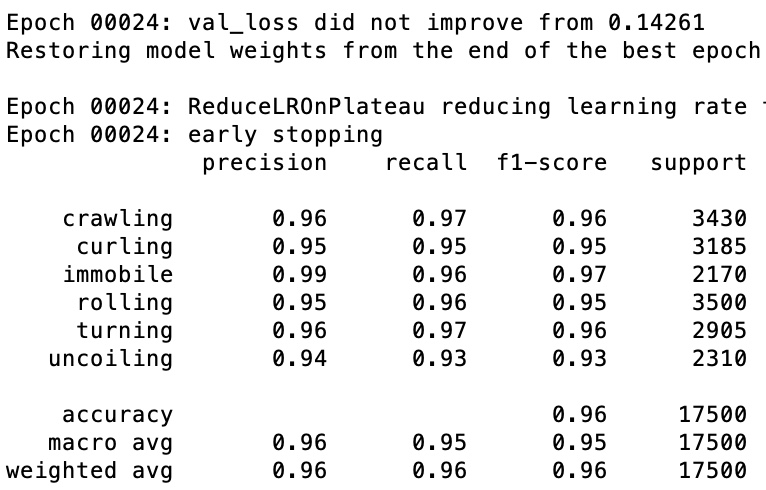 Epoch 00024: val_loss did not improve from 0.14261
Restoring model weights from the end of the best epoch
Epoch 00024: ReduceLROnPlateau reducing learning rate
Epoch 00024: early stopping
precision recall f1-score support
crawling 0.96 0.97 0.96 3430
curling 0.95 0.95 0.95 3185
immobile 0.99 0.96 0.97 2170
rolling 0.95 0.96 0.95 3500
turning 0.96 0.97 0.96 2905
uncoiling 0.94 0.93 0.93 2310
accuracy 0.96 17500
macro avg 0.96 0.95 0.95 17500
weighted avg 0.96 0.96 0.96 17500